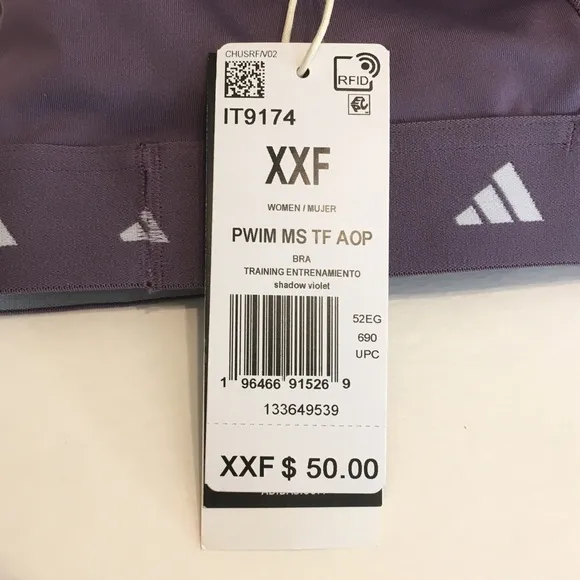 CHUSRF/V02
RFID
IT9174
XXF
WOMEN / MUJER
PWIM MS TF AOP
BRA
TRAINING ENTRENAMIENTO
shadow violet
52EG
690
UPC
1 96466 91526 9
133649539
XXF $ 50.00